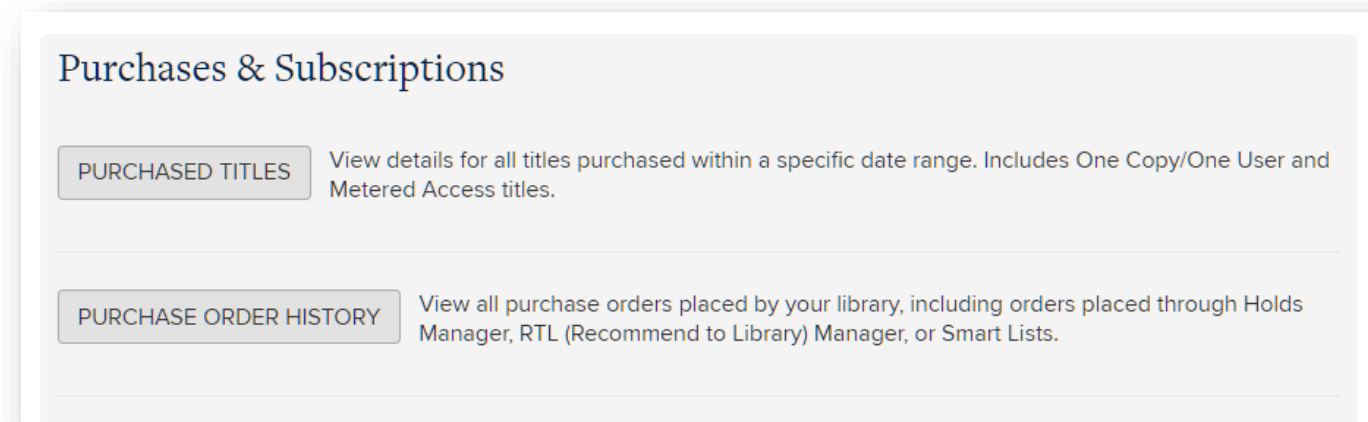 Purchases & Subscriptions
PURCHASED TITLES
View details for all titles purchased within a specific date range. Includes One Copy/One User and
Metered Access titles.
PURCHASE ORDER HISTORY
View all purchase orders placed by your library, including orders placed through Holds
Manager, RTL (Recommend to Library) Manager, or Smart Lists.